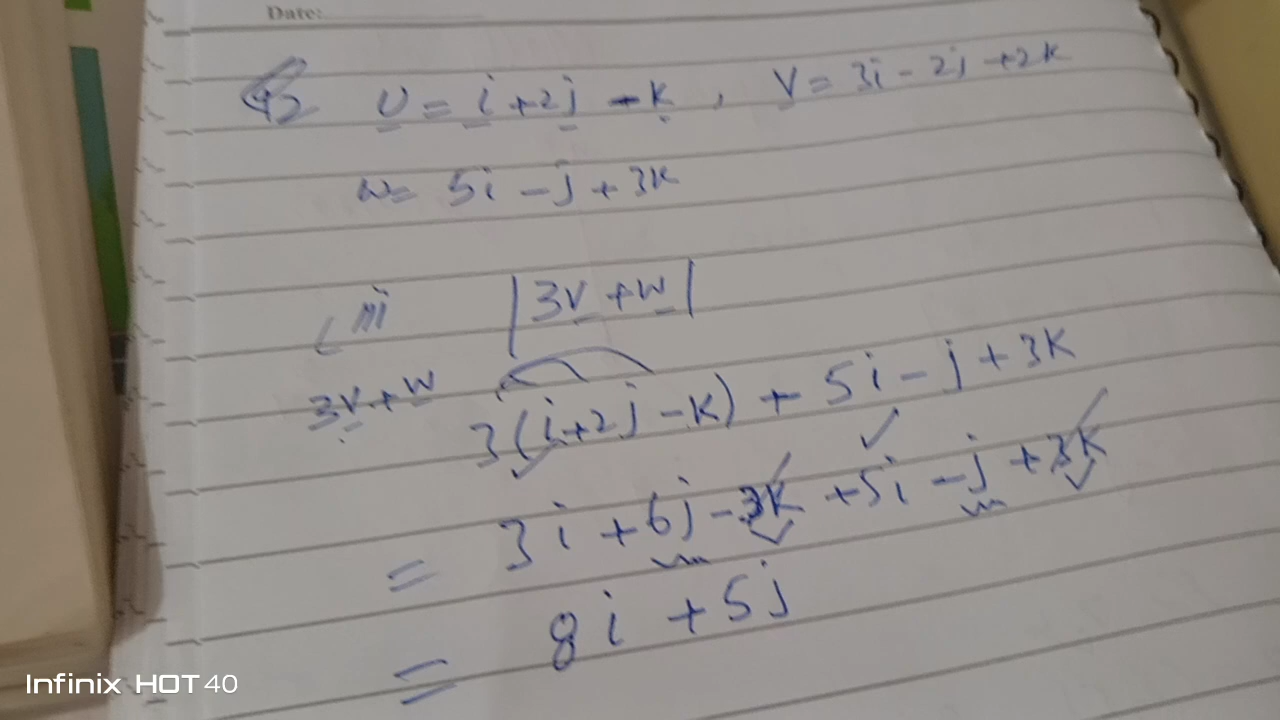 Date:
Q2 U = i + 2j - k , V = 3i - 2j + 2k
W = 5i - j + 3k
iii |3V + W|
3V + W 3(i + 2j - k) + 5i - j + 3k
= 3i + 6j - 3k + 5i - j + 3k
= 8i + 5j
Infinix HOT 40